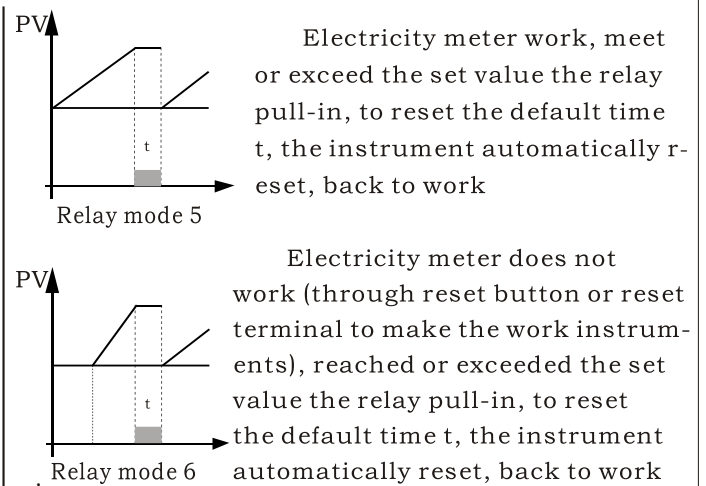 PV
Electricity meter work, meet
or exceed the set value the relay
pull-in, to reset the default time
t, the instrument automatically r-
eset, back to work
t
Relay mode 5
PV
Electricity meter does not
work (through reset button or reset
terminal to make the work instrum-
ents), reached or exceeded the set
value the relay pull-in, to reset
the default time t, the instrument
automatically reset, back to work
t
Relay mode 6